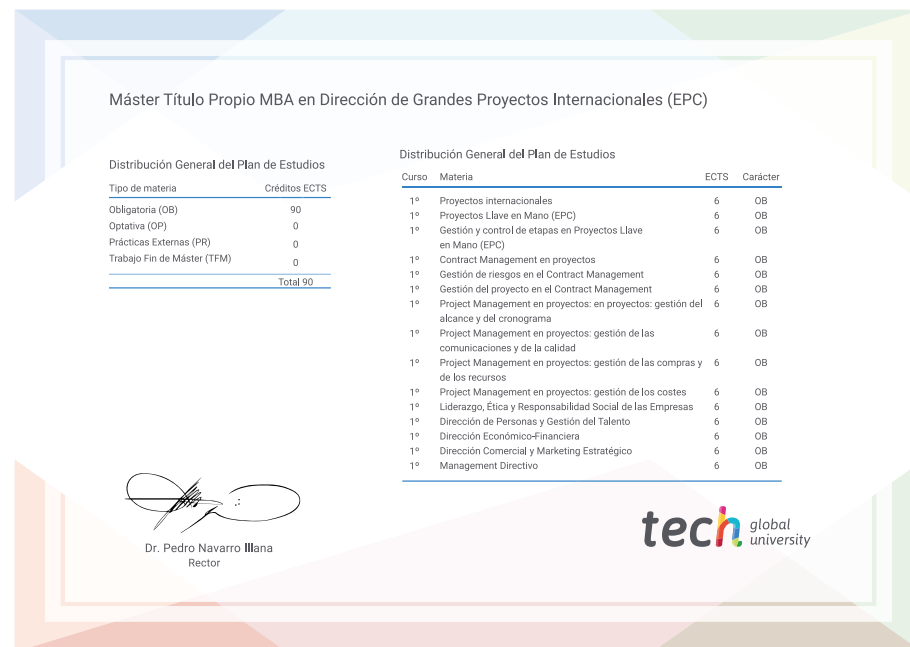 Máster Título Propio MBA en Dirección de Grandes Proyectos Internacionales (EPC)
Distribución General del Plan de Estudios
Tipo de materia Créditos ECTS
Obligatoria (OB) 90
Optativa (OP) 0
Prácticas Externas (PR) 0
Trabajo Fin de Máster (TFM) 0
Total 90
Distribución General del Plan de Estudios
Curso Materia ECTS Carácter
1º Proyectos internacionales 6 OB
1º Proyectos Llave en Mano (EPC) 6 OB
1º Gestión y control de etapas en Proyectos Llave 6 OB
en Mano (EPC)
1º Contract Management en proyectos 6 OB
1º Gestión de riesgos en el Contract Management 6 OB
1º Gestión del proyecto en el Contract Management 6 OB
1º Project Management en proyectos: en proyectos: gestión del 6 OB
alcance y del cronograma
1º Project Management en proyectos: gestión de las 6 OB
comunicaciones y de la calidad
1º Project Management en proyectos: gestión de las compras y 6 OB
de los recursos
1º Project Management en proyectos: gestión de los costes 6 OB
1º Liderazgo, Ética y Responsabilidad Social de las Empresas 6 OB
1º Dirección de Personas y Gestión del Talento 6 OB
1º Dirección Económico-Financiera 6 OB
1º Dirección Comercial y Marketing Estratégico 6 OB
1º Management Directivo 6 OB
Dr. Pedro Navarro Illana
Rector
tech global
university